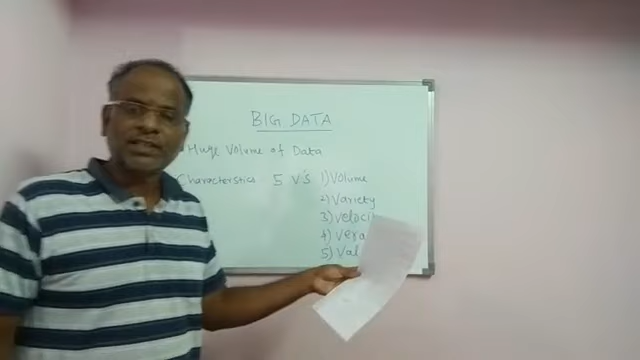 BIG DATA
Huge Volume of Data
Characterstics 5 V'S 1) Volume
2) Variety
3) Veloci
4) Vera
5) Val